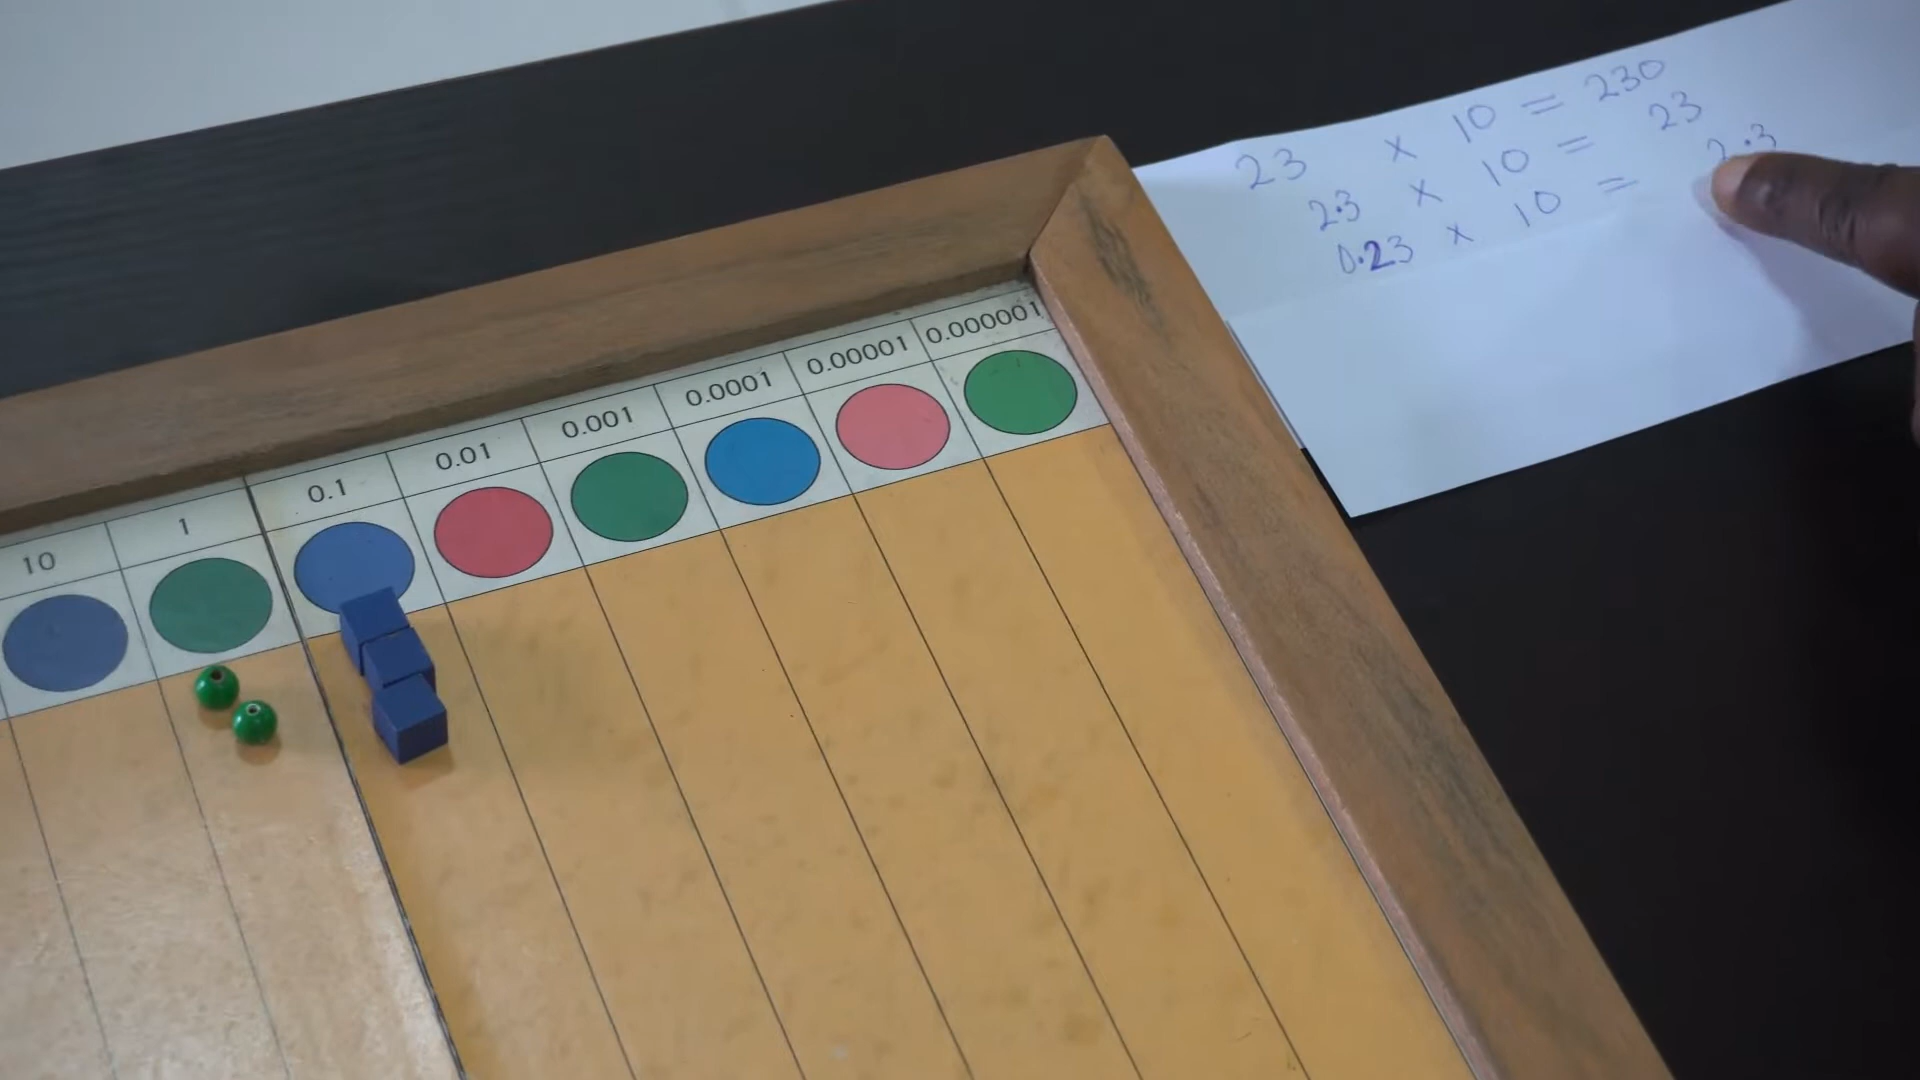 23 x 10 = 230
2.3 x 10 = 23
0.23 x 10 = 2.3
10 1 0.1 0.01 0.001 0.0001 0.00001 0.000001